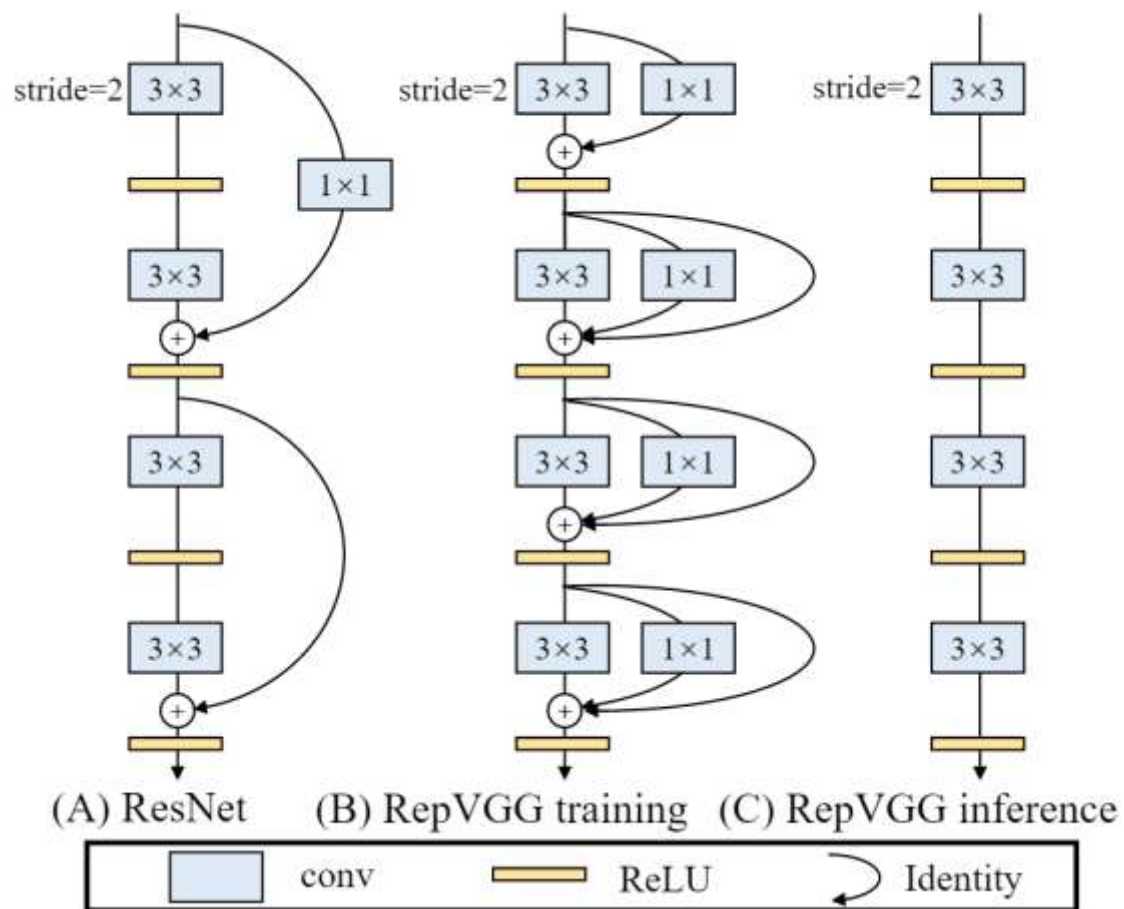 stride=2 3×3 stride=2 3×3 1×1 stride=2 3×3
1×1
3×3 3×3 1×1 3×3
3×3 3×3 1×1 3×3
3×3 3×3 1×1 3×3
(A) ResNet (B) RepVGG training (C) RepVGG inference
conv ReLU Identity